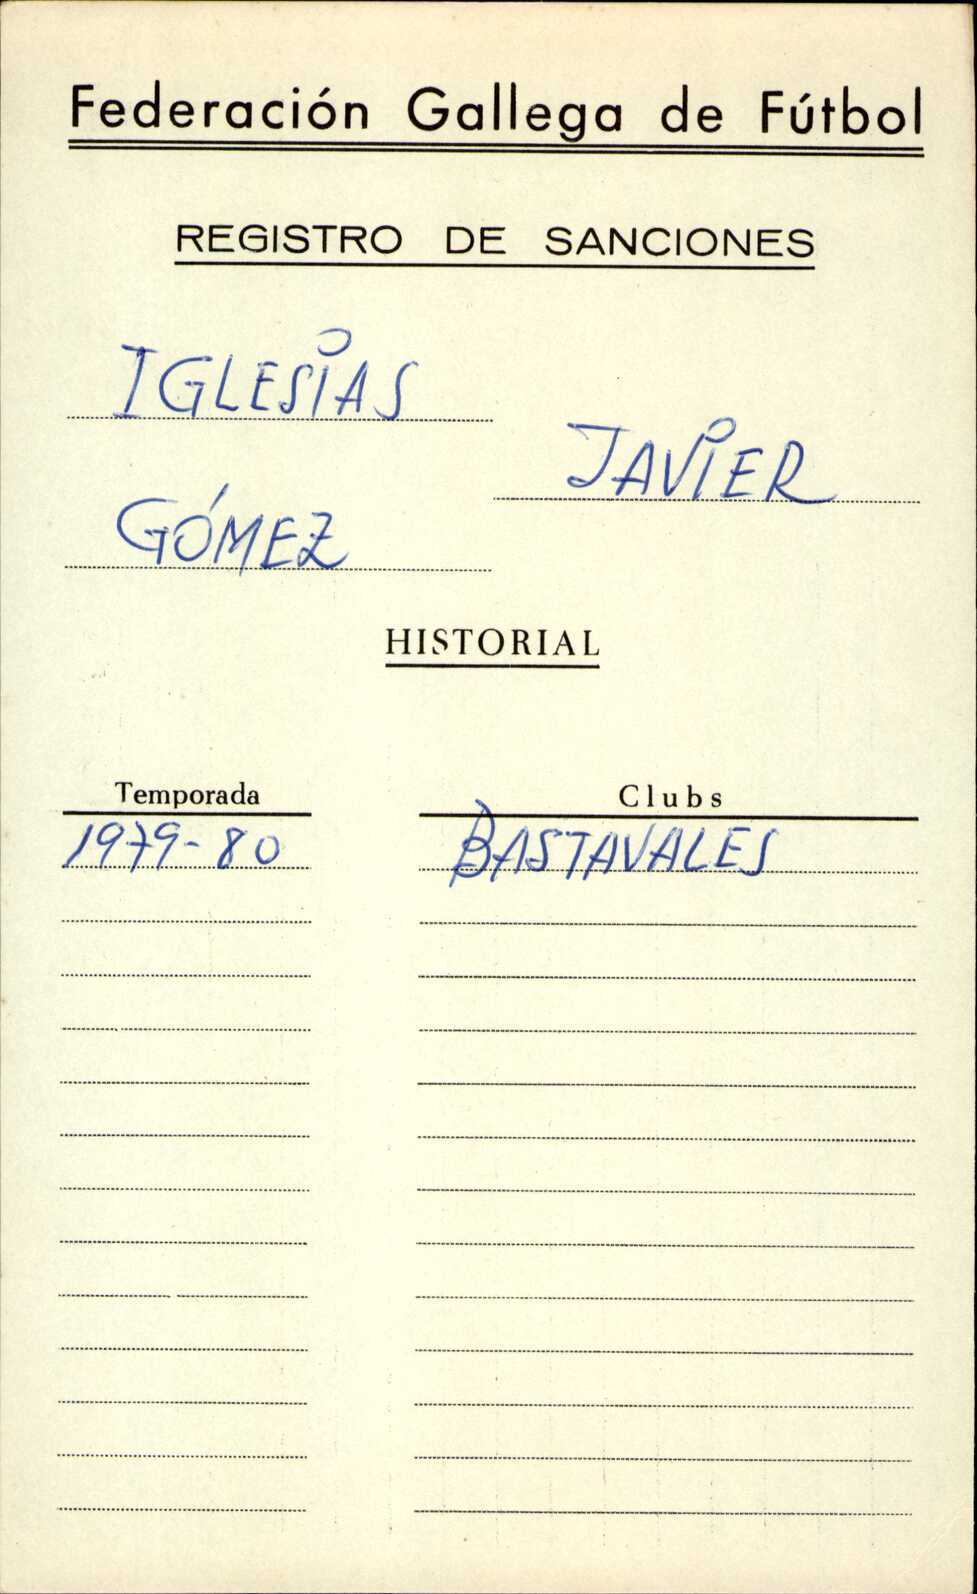 Federación Gallega de Fútbol
REGISTRO DE SANCIONES
IGLESIAS
JAVIER
GÓMEZ
HISTORIAL
Temporada Clubs
1979-80 BASTAVALES